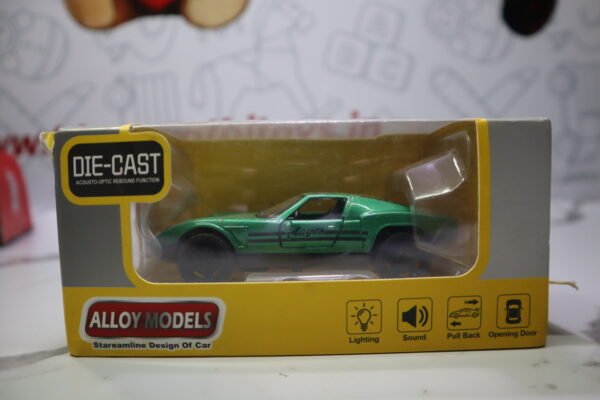 DIE-CAST
ACOUSTO-OPTIC REBOUND FUNCTION
ALLOY MODELS
Stareamline Design Of Car
Lighting
Sound
Pull Back
Opening Door